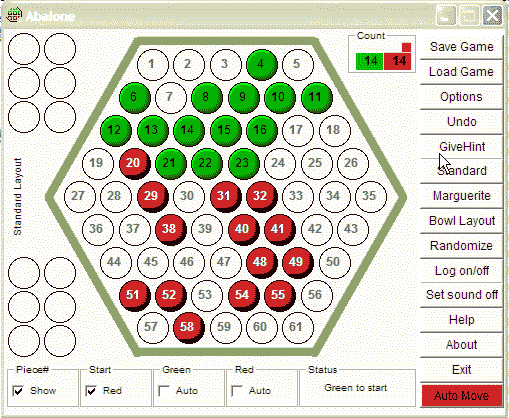 Abalone
Count
14 14
1 2 3 4 5
6 7 8 9 10 11
12 13 14 15 16 17 18
19 20 21 22 23 24 25 26
27 28 29 30 31 32 33 34 35
36 37 38 39 40 41 42 43
44 45 46 47 48 49 50
51 52 53 54 55 56
57 58 59 60 61
Standard Layout
Save Game
Load Game
Options
Undo
GiveHint
Standard
Marguerite
Bowl Layout
Randomize
Log on/off
Set sound off
Help
About
Exit
Auto Move
Piece# Start Green Red Status
Show Red Auto Auto Green to start